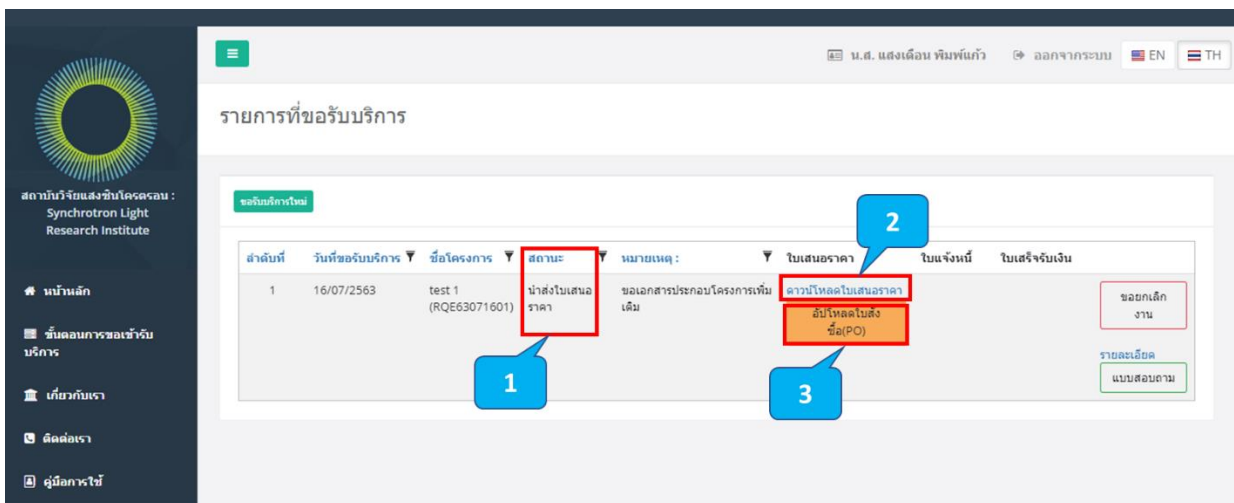 น.ส. แสงเดือน พิมพ์แก้ว
ออกจากระบบ
EN
TH
สถาบันวิจัยแสงซินโครตรอน :
Synchrotron Light
Research Institute
หน้าหลัก
ขั้นตอนการขอเข้ารับ
บริการ
เกี่ยวกับเรา
ติดต่อเรา
คู่มือการใช้
รายการที่ขอรับบริการ
ขอรับบริการใหม่
ลำดับที่ วันที่ขอรับบริการ ชื่อโครงการ สถานะ หมายเหตุ : ใบเสนอราคา ใบแจ้งหนี้ ใบเสร็จรับเงิน
1 16/07/2563
test 1
(RQE63071601)
นำส่งใบเสนอ
ราคา
ขอเอกสารประกอบโครงการเพิ่ม
เติม
ดาวน์โหลดใบเสนอราคา
อัปโหลดใบสั่ง
ซื้อ(PO)
ขอยกเลิก
งาน
รายละเอียด
แบบสอบถาม
1
2
3